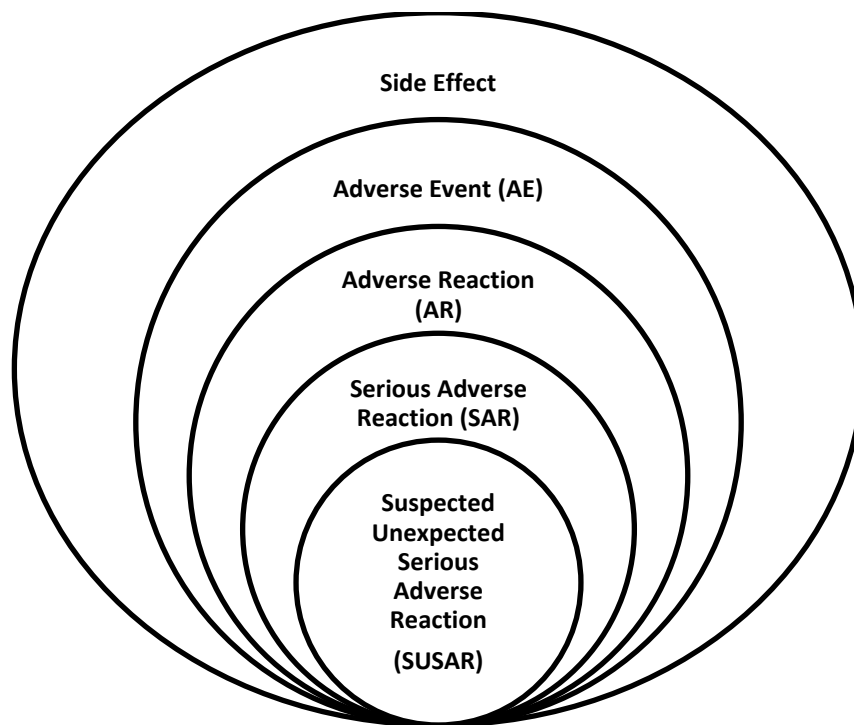 Side Effect
Adverse Event (AE)
Adverse Reaction
(AR)
Serious Adverse
Reaction (SAR)
Suspected
Unexpected
Serious
Adverse
Reaction
(SUSAR)